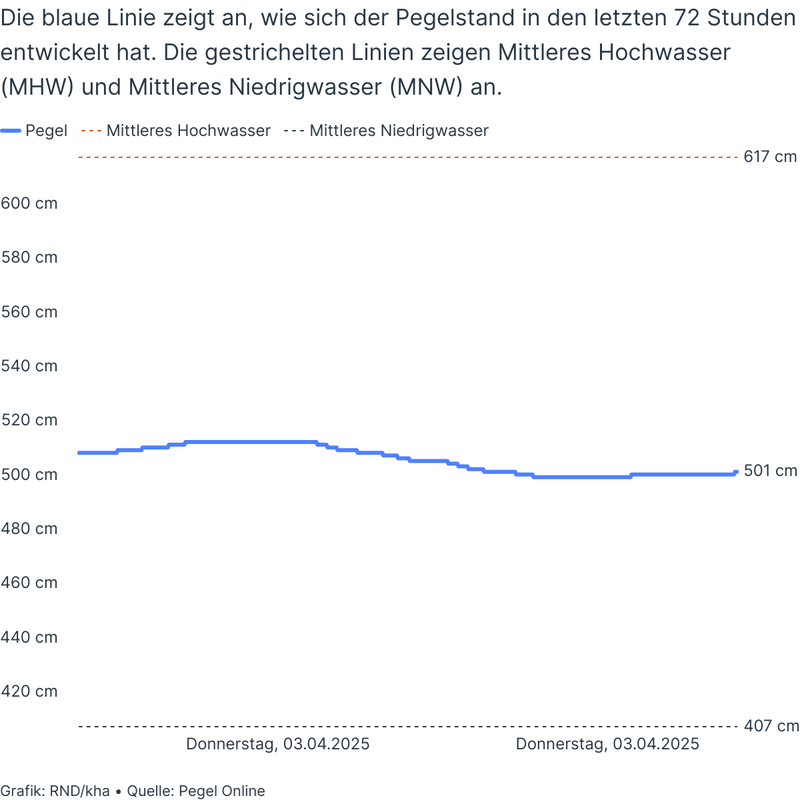 Die blaue Linie zeigt an, wie sich der Pegelstand in den letzten 72 Stunden
entwickelt hat. Die gestrichelten Linien zeigen Mittleres Hochwasser
(MHW) und Mittleres Niedrigwasser (MNW) an.
Pegel Mittleres Hochwasser Mittleres Niedrigwasser
617 cm
600 cm
580 cm
560 cm
540 cm
520 cm
500 cm 501 cm
480 cm
460 cm
440 cm
420 cm
407 cm
Donnerstag, 03.04.2025 Donnerstag, 03.04.2025
Grafik: RND/kha • Quelle: Pegel Online